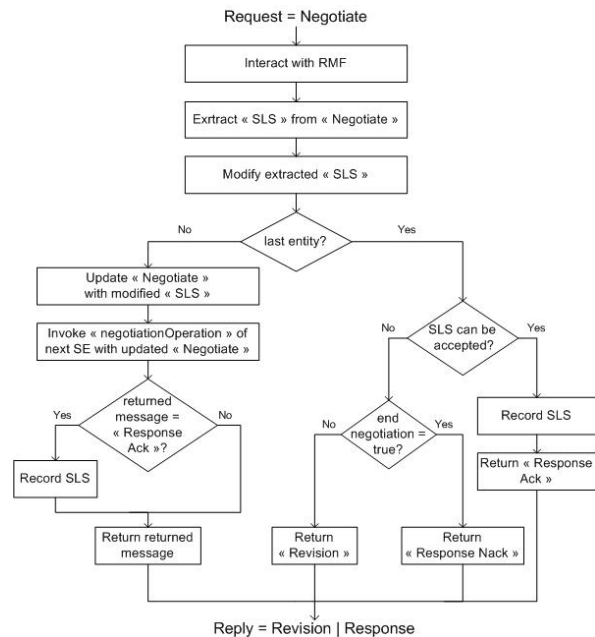 Request = Negotiate
Interact with RMF
Exrtract « SLS » from « Negotiate »
Modify extracted « SLS »
last entity?
No
Yes
Update « Negotiate »
with modified « SLS »
Invoke « negotiationOperation » of
next SE with updated « Negotiate »
returned
message =
« Response
Ack »?
Yes
No
Record SLS
Return returned
message
SLS can be
accepted?
No
Yes
end
negotiation =
true?
No
Yes
Return
« Revision »
Return
« Response Nack »
Record SLS
Return « Response
Ack »
Reply = Revision | Response